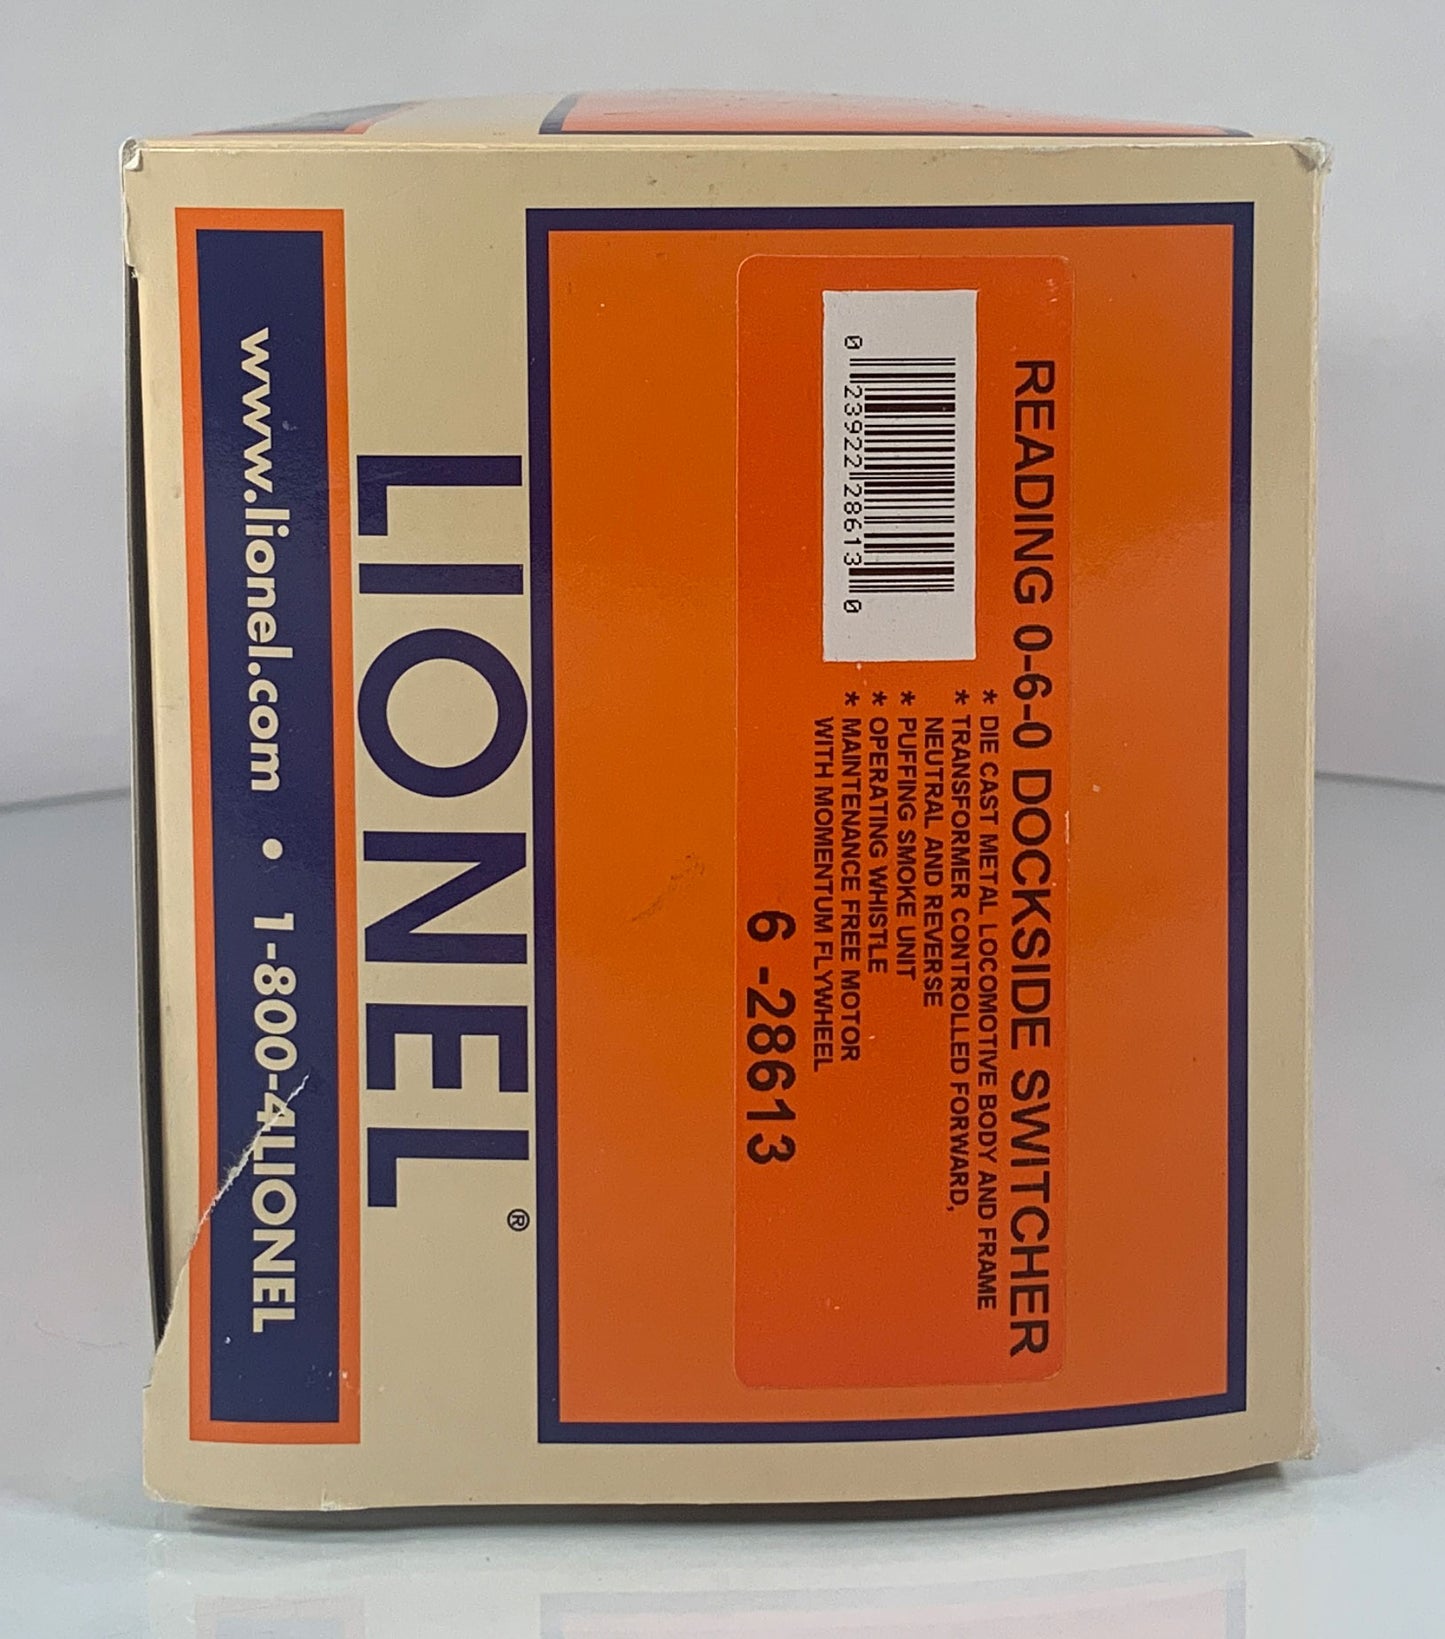 READING 0-6-0 DOCKSIDE SWITCHER
* DIE CAST METAL LOCOMOTIVE BODY AND FRAME
* TRANSFORMER CONTROLLED FORWARD,
NEUTRAL AND REVERSE
* PUFFING SMOKE UNIT
* OPERATING WHISTLE
* MAINTENANCE FREE MOTOR
WITH MOMENTUM FLYWHEEL
0 23922 28613 0
6 -28613
LIONEL®
www.lionel.com • 1-800-4LIONEL